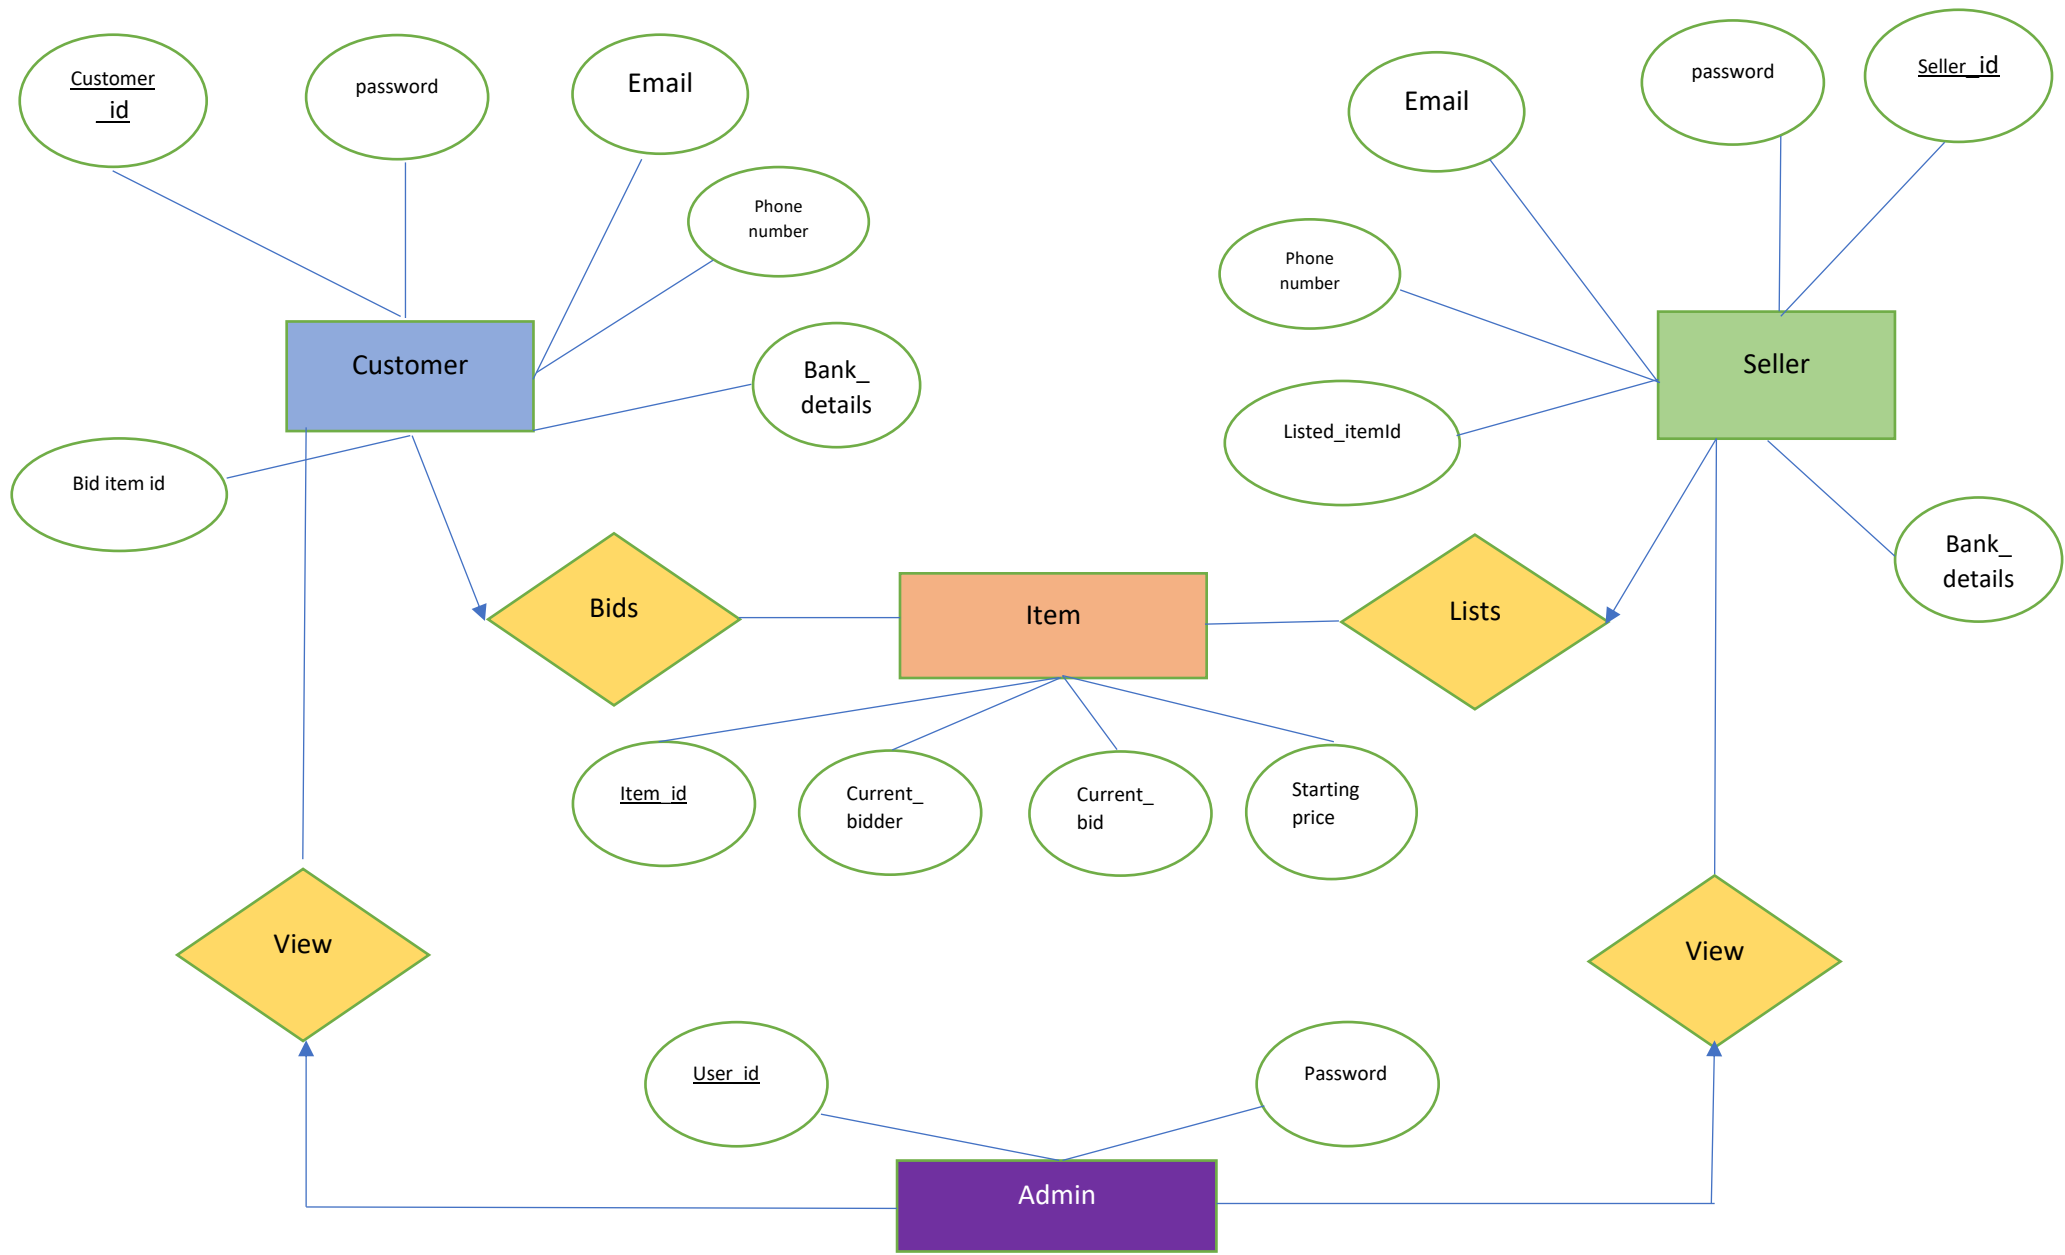 Customer
_id
password
Email
Email
password
Seller_id
Phone
number
Phone
number
Customer
Bank_
details
Seller
Listed_itemId
Bid item id
Bank_
details
Bids
Item
Lists
Item_id
Current_
bidder
Current_
bid
Starting
price
View
View
User_id
Password
Admin